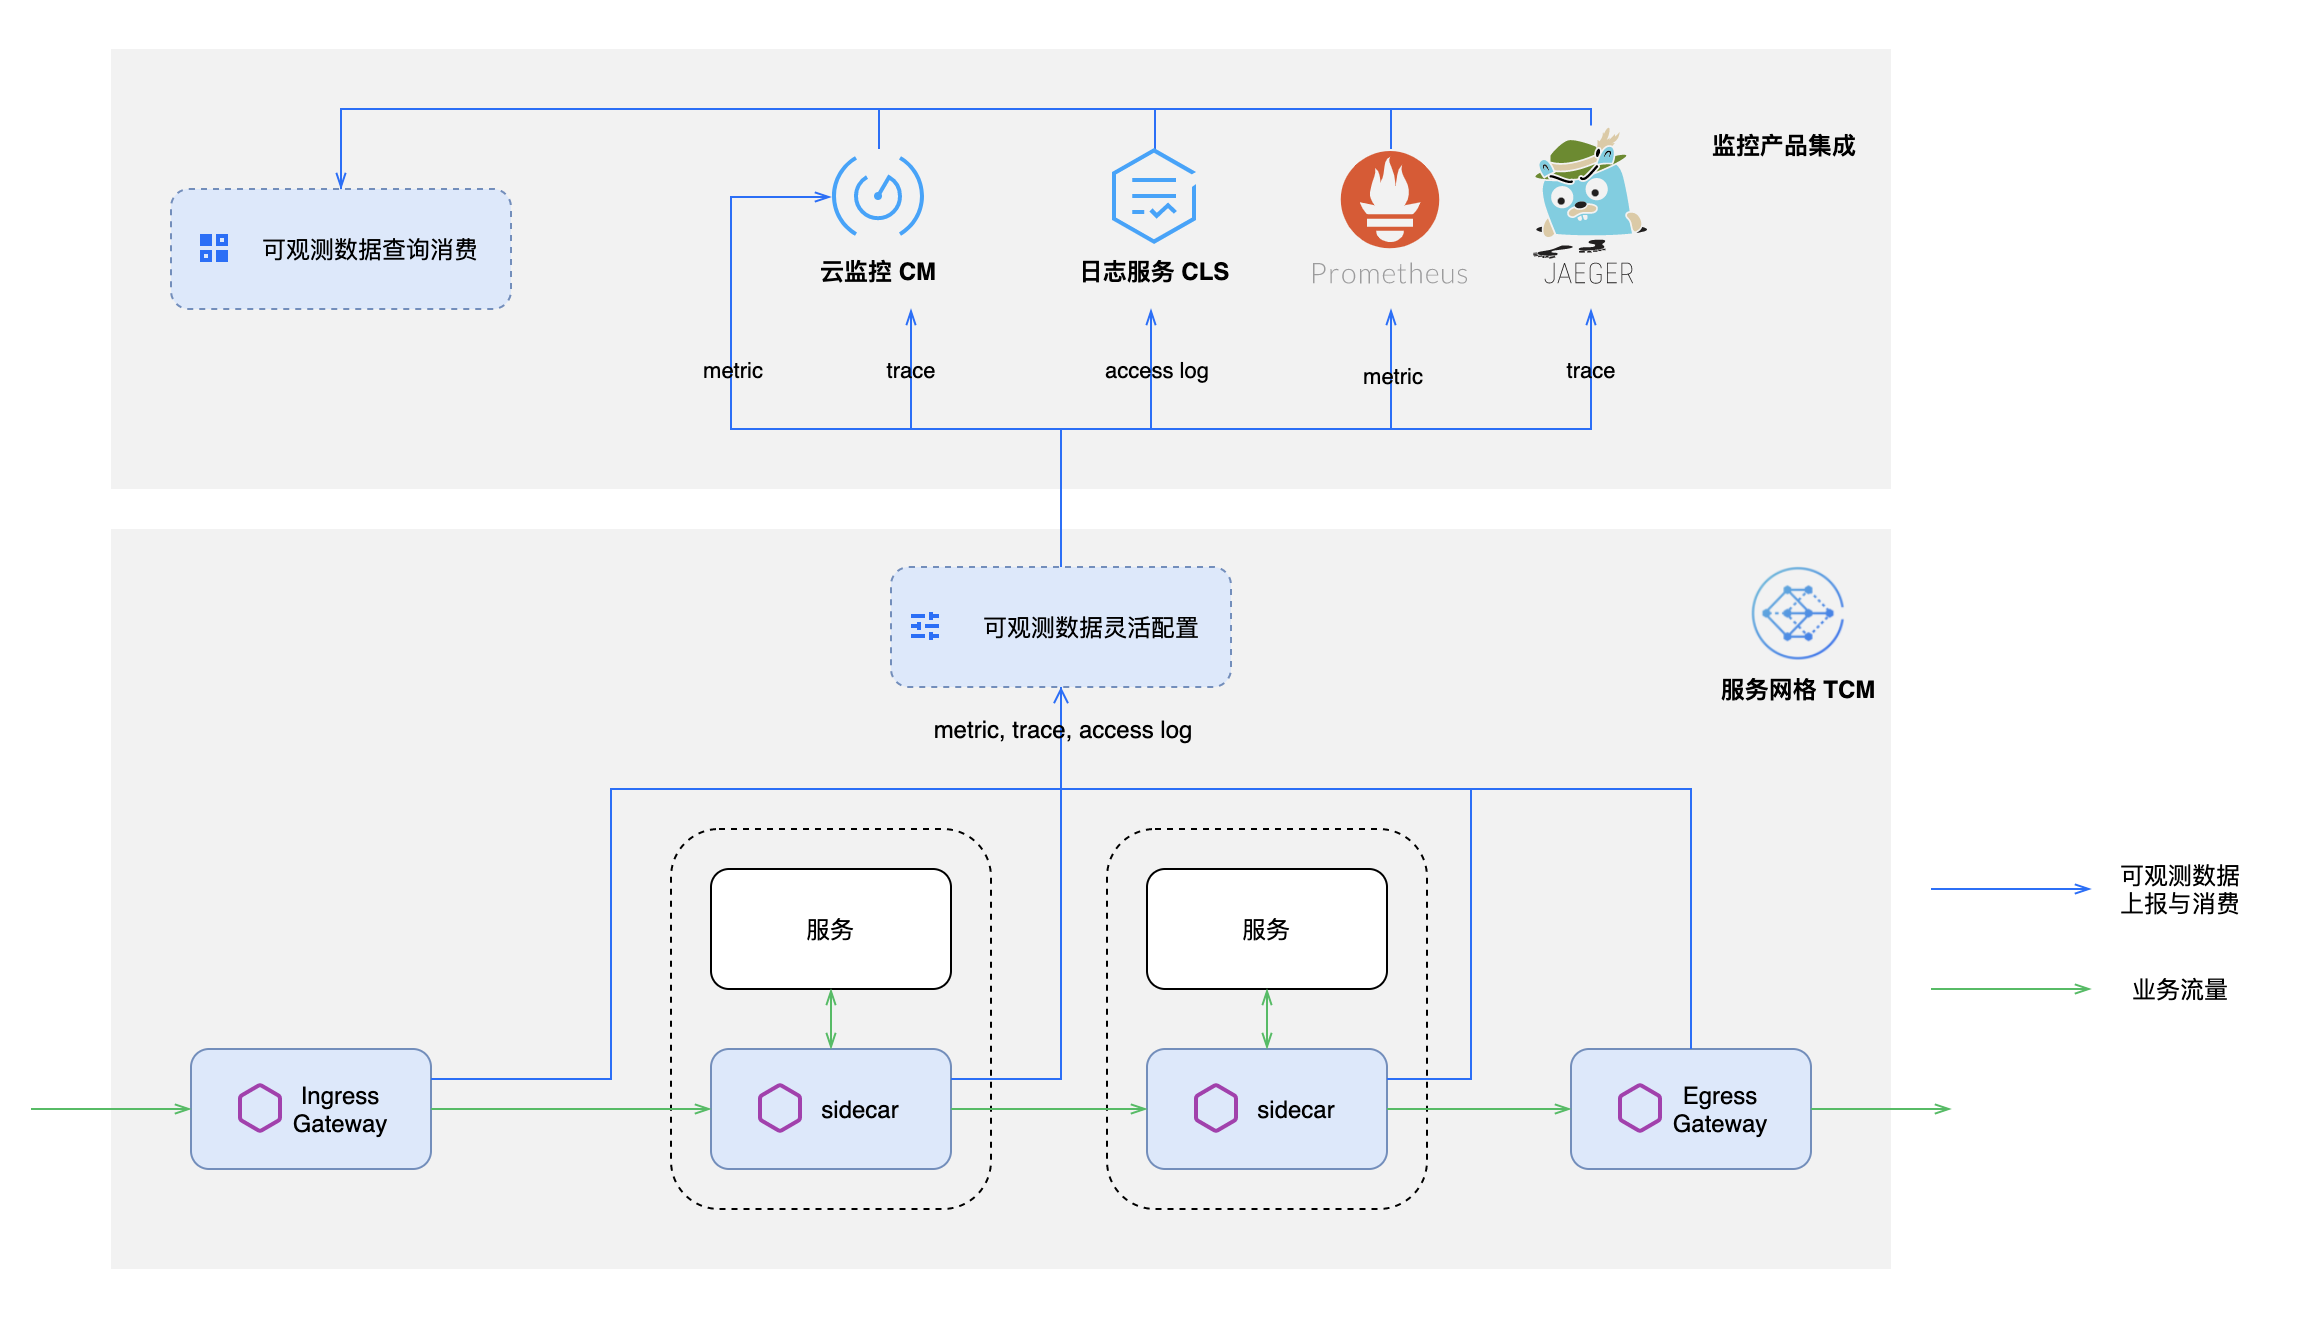 监控产品集成
可观测数据查询消费
云监控 CM
日志服务 CLS
Prometheus
JAEGER
metric
trace
access log
metric
trace
可观测数据灵活配置
服务网格 TCM
metric, trace, access log
服务
服务
Ingress
Gateway
sidecar
sidecar
Egress
Gateway
可观测数据
上报与消费
业务流量